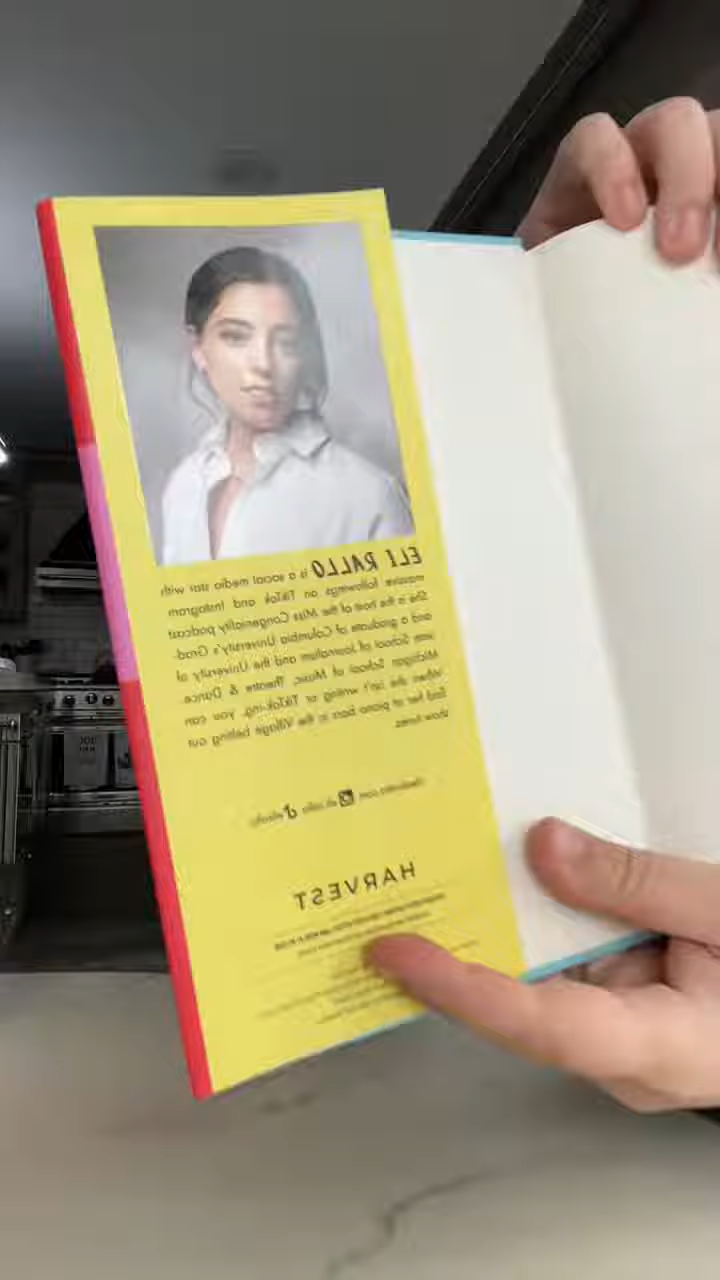 ELI RALLO is a social media star with
massive followings on TikTok and Instagram.
She is the host of the Miss Congeniality podcast
and a graduate of Columbia University's Grad-
uate School of Journalism and the University of
Michigan School of Music, Theatre & Dance.
When she isn't writing or TikTok-ing, you can
find her at piano bars in the Village belting out
show tunes.
HARVEST